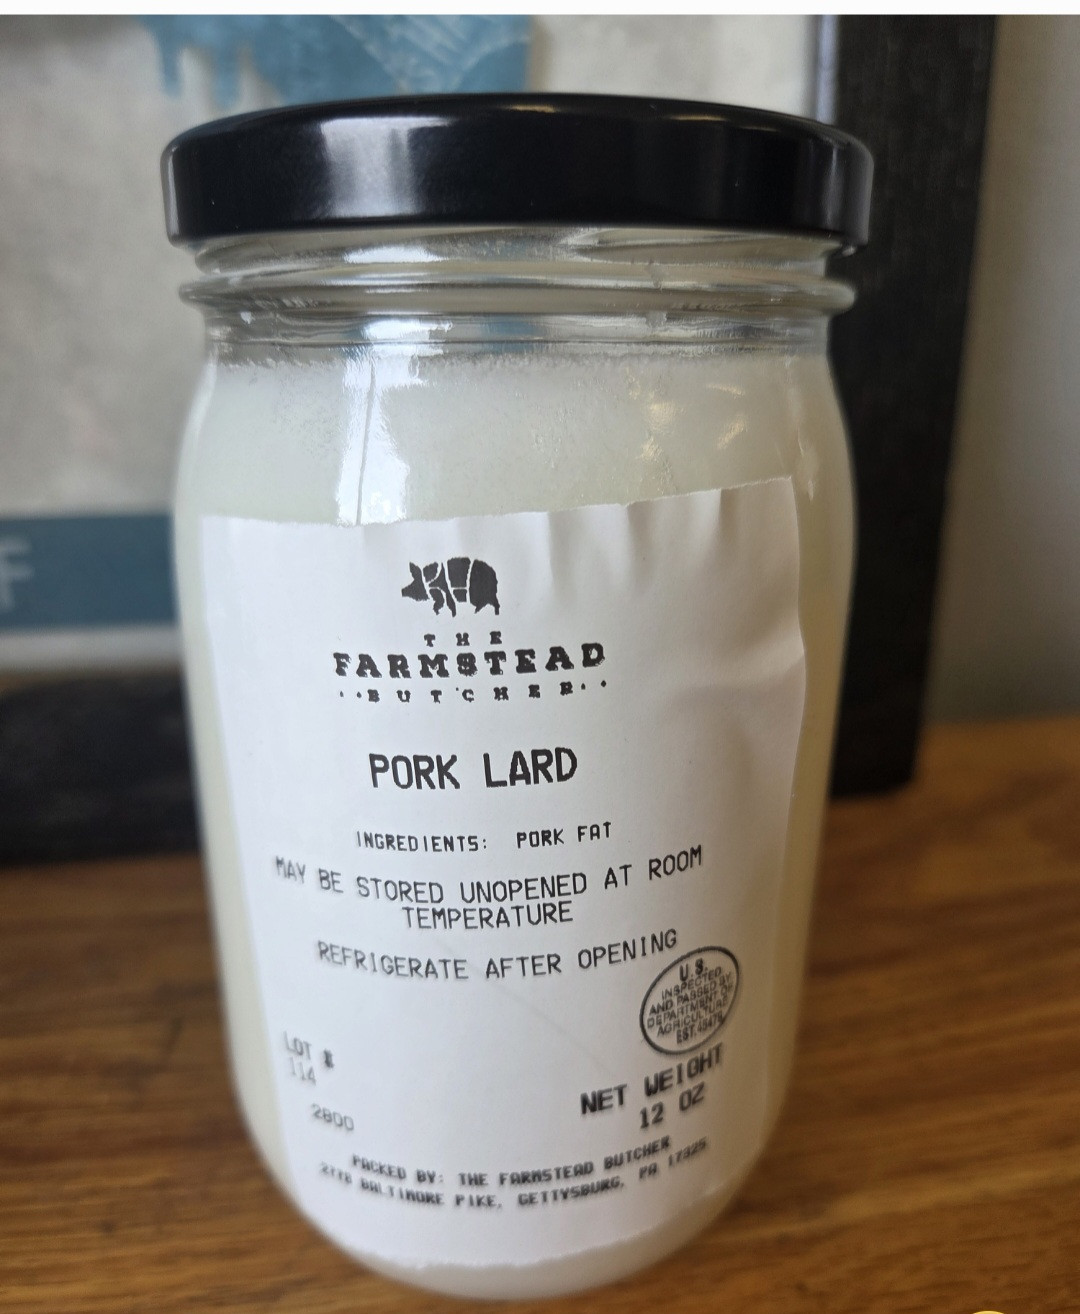 F
THE
FARMSTEAD
BUTCHER
PORK LARD
INGREDIENTS: PORK FAT
MAY BE STORED UNOPENED AT ROOM
TEMPERATURE
REFRIGERATE AFTER OPENING
U.S.
INSPECTED
AND PASSED BY
DEPARTMENT OF
AGRICULTURE
LOT #
114
NET WEIGHT
12 OZ
2800
PACKED BY: THE FARMSTEAD BUTCHER
BALTIMORE PIKE, GETTYSBURG, PA 17325